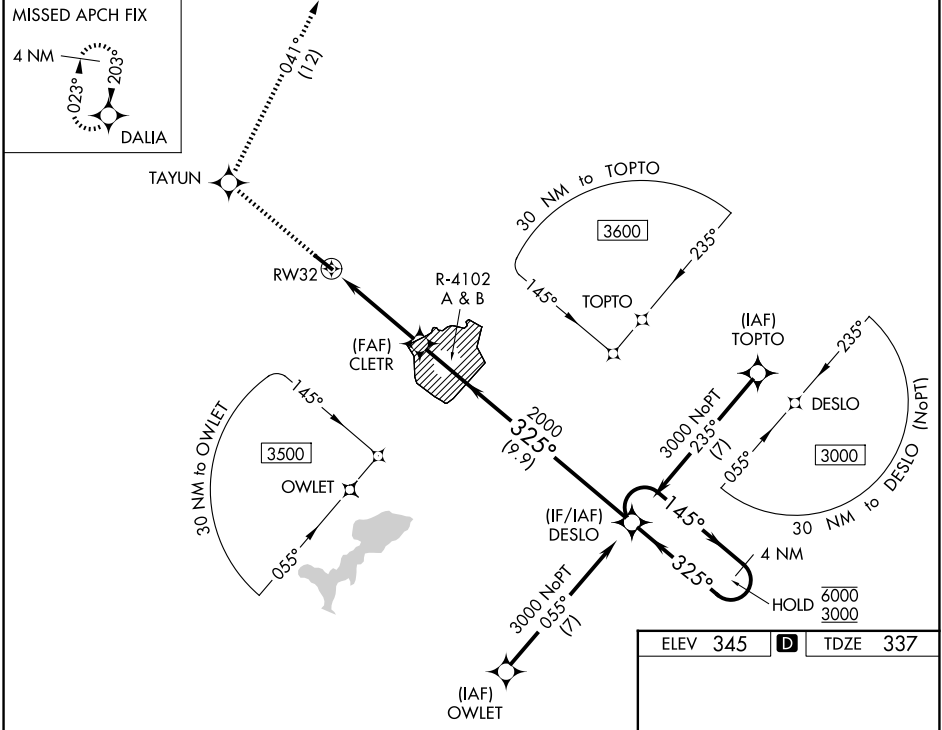 MISSED APCH FIX
4 NM
023°
203°
DALIA
041°
(12)
TAYUN
RW32
R-4102
A & B
(FAF)
CLETR
30 NM to TOPTO
3600
145°
235°
TOPTO
(IAF)
TOPTO
235°
DESLO
055°
3000
30 NM to DESLO (NoPT)
3000 NoPT
235°
(7)
30 NM to OWLET
145°
3500
OWLET
055°
2000
325°
(9.9)
(IF/IAF)
DESLO
145°
325°
4 NM
HOLD
6000
3000
3000 NoPT
055°
(7)
(IAF)
OWLET
ELEV 345 D TDZE 337